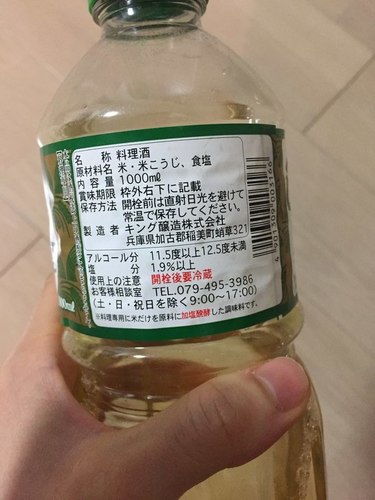 名 称 料理酒
原材料名 米・米こうじ、食塩
内容量 1000mℓ
賞味期限 枠外右下に記載
保存方法 開栓前は直射日光を避けて
常温で保存してください。
製造者 キング醸造株式会社
兵庫県加古郡稲美町蛸草321
アルコール分 11.5度以上12.5度未満
塩 分 1.9%以上
使用上の注意 開栓後要冷蔵
お客様相談室 TEL.079-495-3986
(土・日・祝日を除く9:00~17:00)
※料理専用に米だけを原料に加塩醗酵した調味料です。